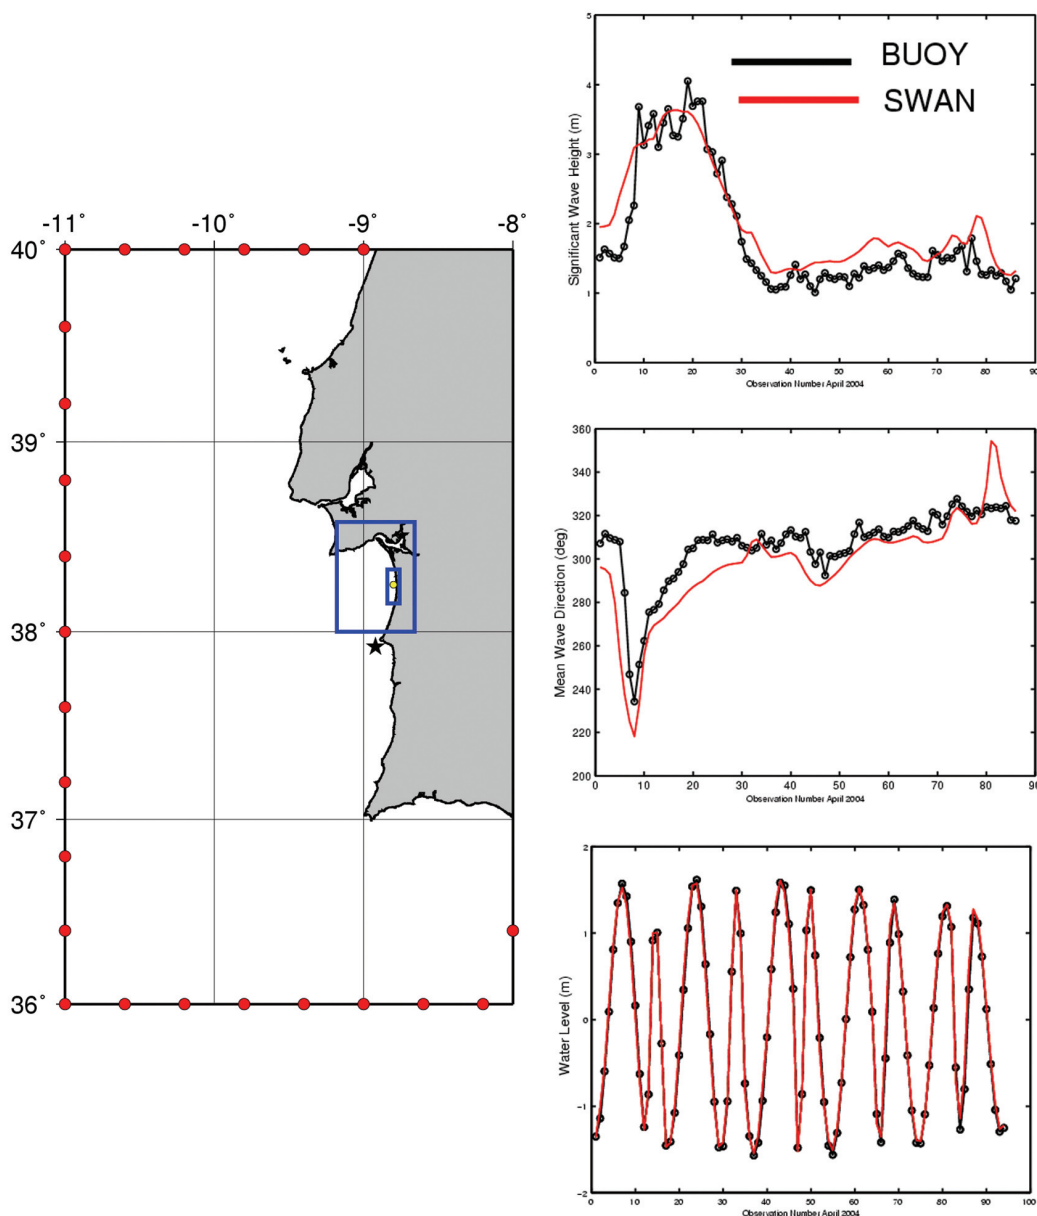 -11°
-10°
-9°
-8°
40°
39°
38°
37°
36°
BUOY
SWAN
Significant Wave Height (m)
5
4
3
2
1
0
0 10 20 30 40 50 60 70 80 90
Observation Number April 2004
Mean Wave Direction (deg)
360
340
320
300
280
260
240
220
200
0 10 20 30 40 50 60 70 80 90
Observation Number April 2004
Water Level (m)
2
1
0
−1
−2
0 10 20 30 40 50 60 70 80 90 100
Observation Number April 2004